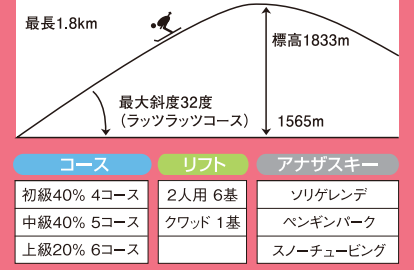 最長1.8km
標高1833m
最大斜度32度
(ラッツラッツコース)
1565m
コース
初級40% 4コース
中級40% 5コース
上級20% 6コース
リフト
2人用 6基
クワッド 1基
アナザスキー
ソリゲレンデ
ペンギンパーク
スノーチュービング